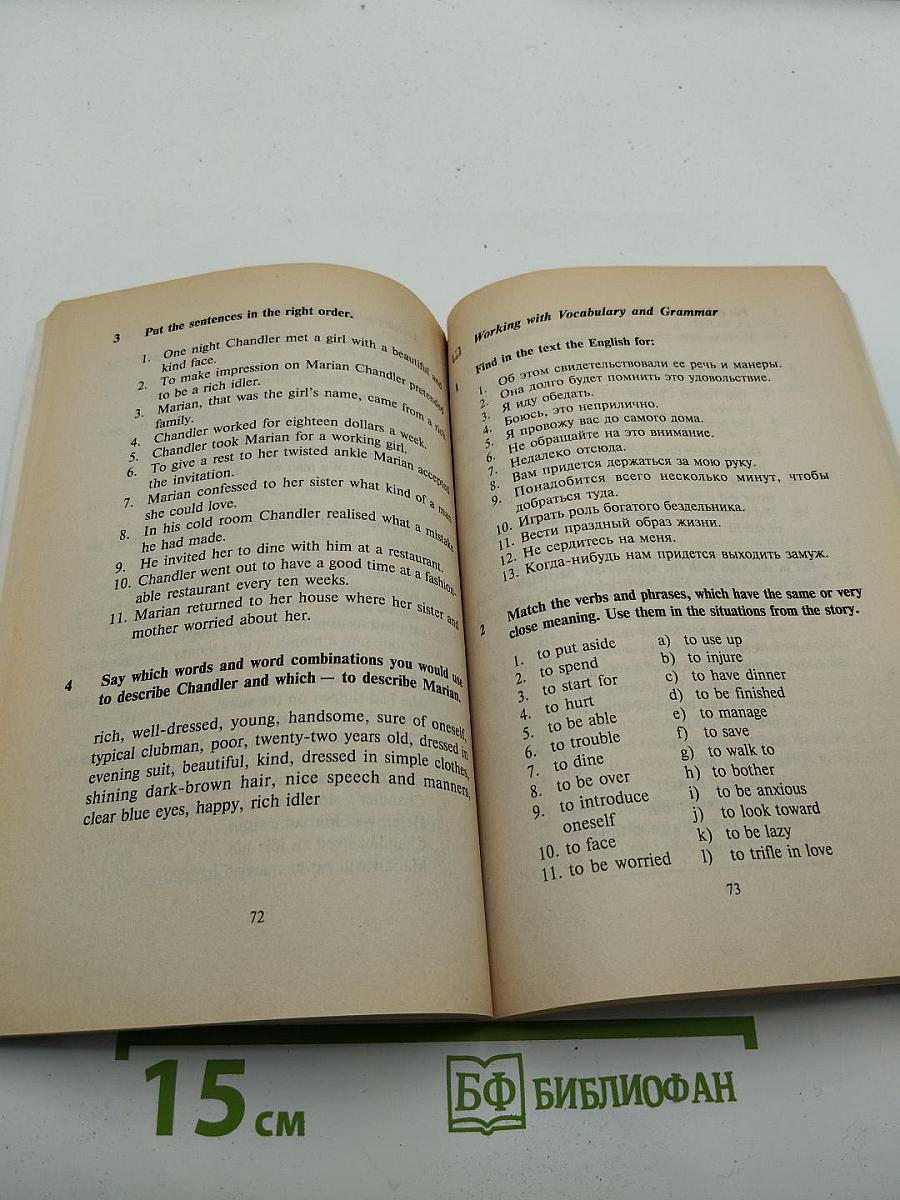 3 Put the sentences in the right order.
1. One night Chandler met a girl with a beautiful and
kind face.
2. To make impression on Marian Chandler pretended
to be a rich idler.
3. Marian, that was the girl's name, came from a rich
family.
4. Chandler worked for eighteen dollars a week.
5. Chandler took Marian for a working girl.
6. To give a rest to her twisted ankle Marian accepted
the invitation.
7. Marian confessed to her sister what kind of a man
she could love.
8. In his cold room Chandler realised what a mistake
he had made.
9. He invited her to dine with him at a restaurant.
10. Chandler went out to have a good time at a fashion-
able restaurant every ten weeks.
11. Marian returned to her house where her sister and
mother worried about her.
4 Say which words and word combinations you would use
to describe Chandler and which — to describe Marian.
rich, well-dressed, young, handsome, sure of oneself,
typical clubman, poor, twenty-two years old, dressed in
evening suit, beautiful, kind, dressed in simple clothes,
shining dark-brown hair, nice speech and manners,
clear blue eyes, happy, rich idler
72
Working with Vocabulary and Grammar
1 Find in the text the English for:
1. Об этом свидетельствовали ее речь и манеры.
2. Она долго будет помнить это удовольствие.
3. Я иду обедать.
4. Боюсь, это неприлично.
5. Я провожу вас до самого дома.
6. Не обращайте на это внимание.
7. Недалеко отсюда.
8. Вам придется держаться за мою руку.
9. Понадобится всего несколько минут, чтобы
добраться туда.
10. Играть роль богатого бездельника.
11. Вести праздный образ жизни.
12. Не сердитесь на меня.
13. Когда-нибудь нам придется выходить замуж.
2 Match the verbs and phrases, which have the same or very
close meaning. Use them in the situations from the story.
1. to put aside a) to use up
2. to spend b) to injure
3. to start for c) to have dinner
4. to hurt d) to be finished
5. to be able e) to manage
6. to trouble f) to save
7. to dine g) to walk to
8. to be over h) to bother
9. to introduce i) to be anxious
oneself j) to look toward
10. to face k) to be lazy
11. to be worried l) to trifle in love
73
15 см
БФ БИБЛИОФАН